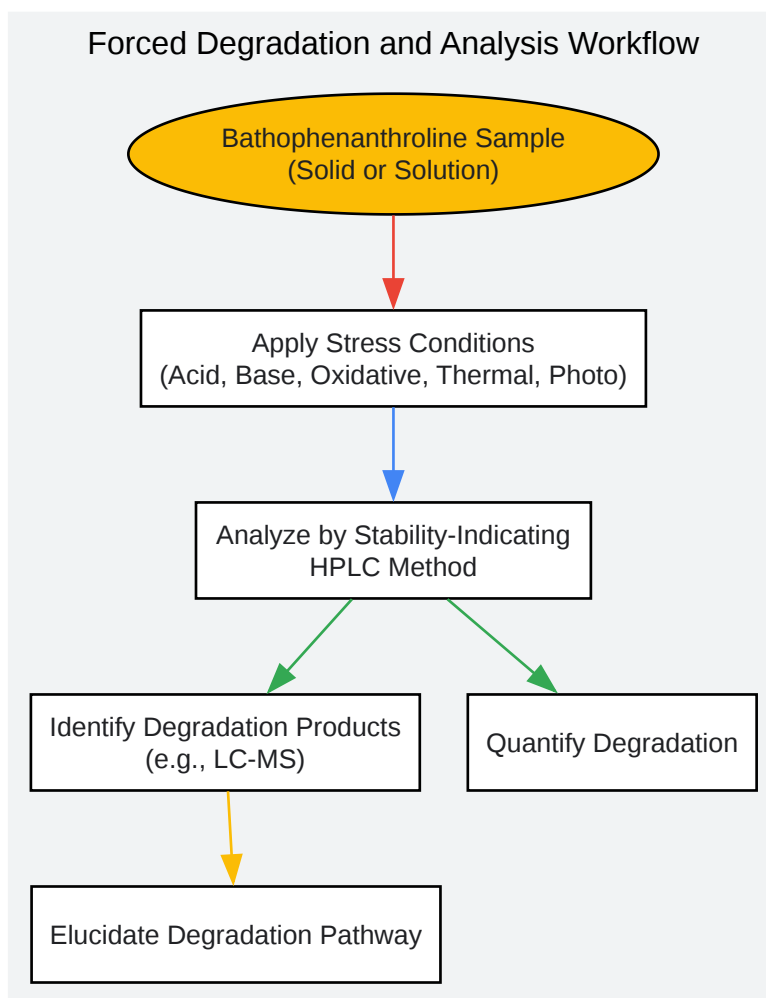 Forced Degradation and Analysis Workflow
Bathophenanthroline Sample
(Solid or Solution)
Apply Stress Conditions
(Acid, Base, Oxidative, Thermal, Photo)
Analyze by Stability-Indicating
HPLC Method
Identify Degradation Products
(e.g., LC-MS)
Quantify Degradation
Elucidate Degradation Pathway